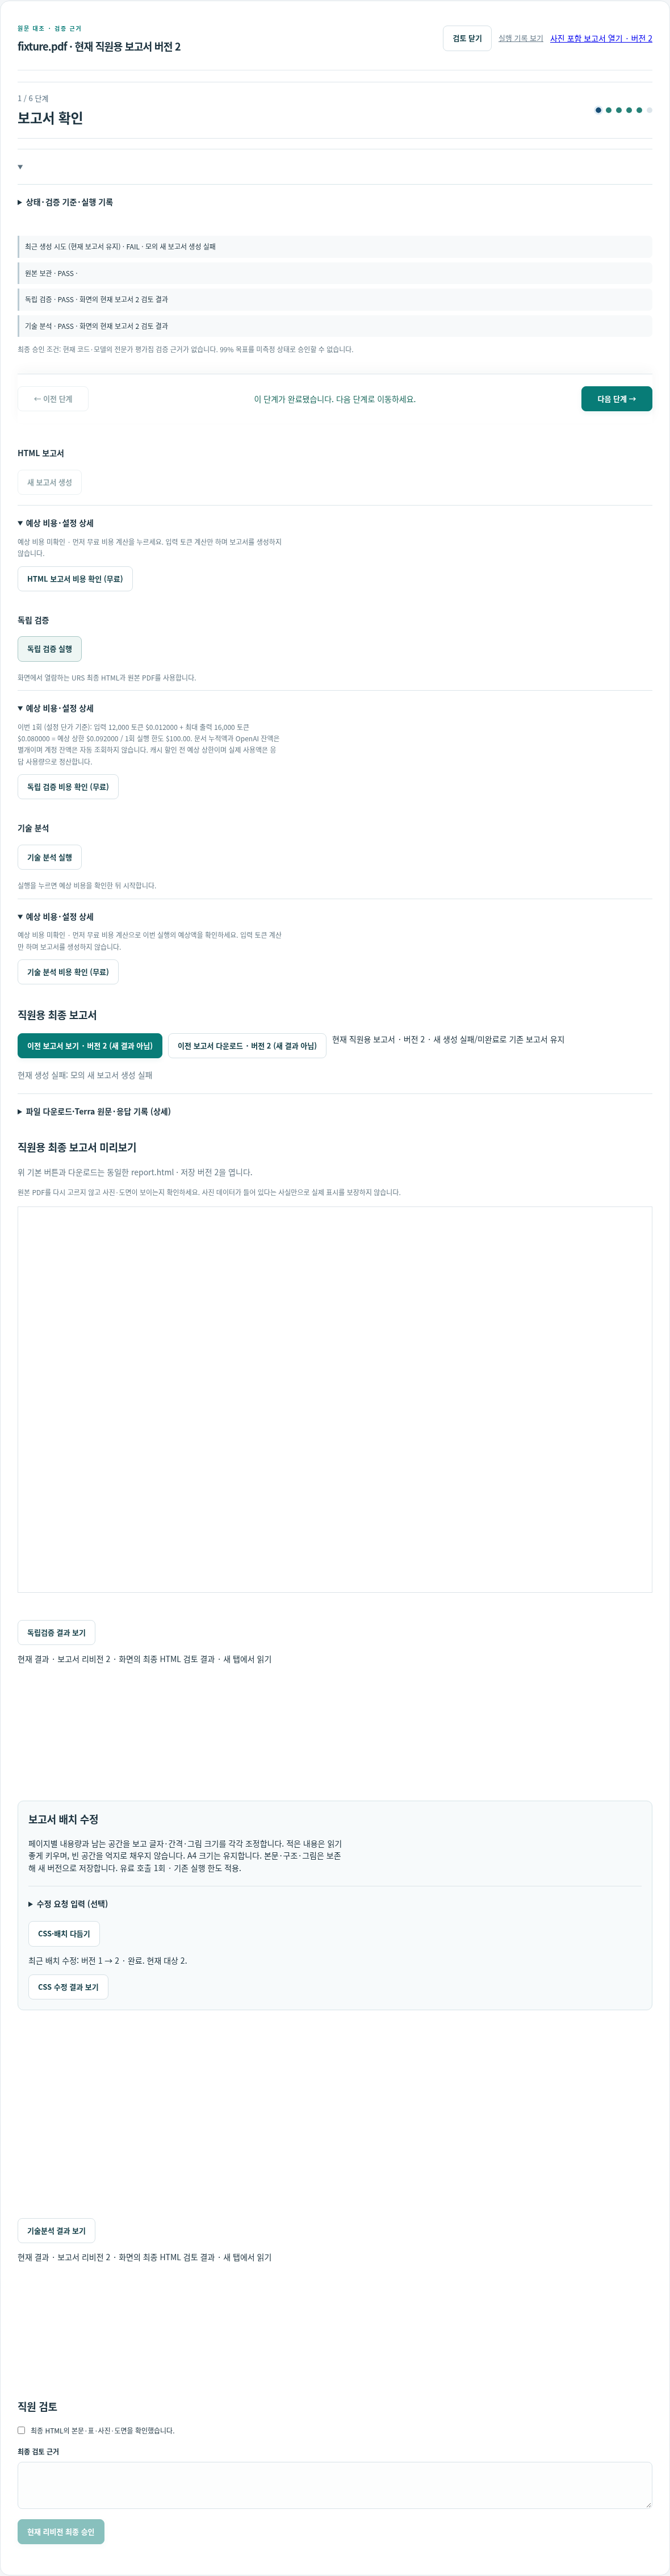 원문 대조 · 검증 근거
fixture.pdf · 현재 직원용 보고서 버전 2
검토 닫기
실행 기록 보기
사진 포함 보고서 열기 · 버전 2
1 / 6 단계
보고서 확인
▼
▶ 상태·검증 기준·실행 기록
최근 생성 시도 (현재 보고서 유지) · FAIL · 모의 새 보고서 생성 실패
원본 보관 · PASS ·
독립 검증 · PASS · 화면의 현재 보고서 2 검토 결과
기술 분석 · PASS · 화면의 현재 보고서 2 검토 결과
최종 승인 조건: 현재 코드·모델의 전문가 평가집 검증 근거가 없습니다. 99% 목표를 미측정 상태로 승인할 수 없습니다.
← 이전 단계
이 단계가 완료됐습니다. 다음 단계로 이동하세요.
다음 단계 →
HTML 보고서
새 보고서 생성
▼ 예상 비용·설정 상세
예상 비용 미확인 · 먼저 무료 비용 계산을 누르세요. 입력 토큰 계산만 하며 보고서를 생성하지
않습니다.
HTML 보고서 비용 확인 (무료)
독립 검증
독립 검증 실행
화면에서 열람하는 URS 최종 HTML과 원본 PDF를 사용합니다.
▼ 예상 비용·설정 상세
이번 1회 (설정 단가 기준): 입력 12,000 토큰 $0.012000 + 최대 출력 16,000 토큰
$0.080000 = 예상 상한 $0.092000 / 1회 실행 한도 $100.00. 문서 누적액과 OpenAI 잔액은
별개이며 계정 잔액은 자동 조회하지 않습니다. 캐시 할인 전 예상 상한이며 실제 사용액은 응
답 사용량으로 정산합니다.
독립 검증 비용 확인 (무료)
기술 분석
기술 분석 실행
실행을 누르면 예상 비용을 확인한 뒤 시작합니다.
▼ 예상 비용·설정 상세
예상 비용 미확인 · 먼저 무료 비용 계산으로 이번 실행의 예상액을 확인하세요. 입력 토큰 계산
만 하며 보고서를 생성하지 않습니다.
기술 분석 비용 확인 (무료)
직원용 최종 보고서
이전 보고서 보기 · 버전 2 (새 결과 아님)
이전 보고서 다운로드 · 버전 2 (새 결과 아님)
현재 직원용 보고서 · 버전 2 · 새 생성 실패/미완료로 기존 보고서 유지
현재 생성 실패: 모의 새 보고서 생성 실패
▶ 파일 다운로드·Terra 원문·응답 기록 (상세)
직원용 최종 보고서 미리보기
위 기본 버튼과 다운로드는 동일한 report.html · 저장 버전 2을 엽니다.
원본 PDF를 다시 고르지 않고 사진·도면이 보이는지 확인하세요. 사진 데이터가 들어 있다는 사실만으로 실제 표시를 보장하지 않습니다.
독립검증 결과 보기
현재 결과 · 보고서 리비전 2 · 화면의 최종 HTML 검토 결과 · 새 탭에서 읽기
보고서 배치 수정
페이지별 내용량과 남는 공간을 보고 글자·간격·그림 크기를 각각 조정합니다. 적은 내용은 읽기
좋게 키우며, 빈 공간을 억지로 채우지 않습니다. A4 크기는 유지합니다. 본문·구조·그림은 보존
해 새 버전으로 저장합니다. 유료 호출 1회 · 기존 실행 한도 적용.
▶ 수정 요청 입력 (선택)
CSS·배치 다듬기
최근 배치 수정: 버전 1 → 2 · 완료. 현재 대상 2.
CSS 수정 결과 보기
기술분석 결과 보기
현재 결과 · 보고서 리비전 2 · 화면의 최종 HTML 검토 결과 · 새 탭에서 읽기
직원 검토
최종 HTML의 본문·표·사진·도면을 확인했습니다.
최종 검토 근거
현재 리비전 최종 승인